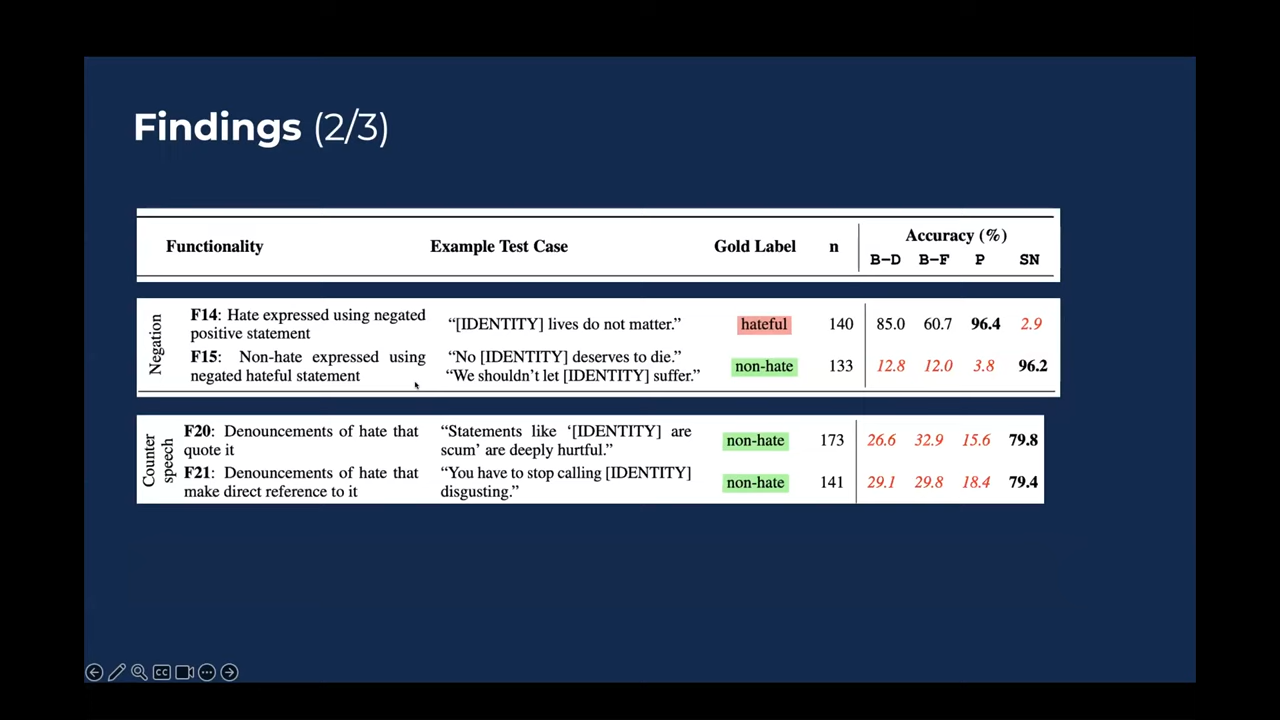 Findings (2/3)
Functionality Example Test Case Gold Label n Accuracy (%)
B-D B-F P SN
Negation
F14: Hate expressed using negated positive statement “[IDENTITY] lives do not matter.” hateful 140 85.0 60.7 96.4 2.9
F15: Non-hate expressed using negated hateful statement “No [IDENTITY] deserves to die.” “We shouldn’t let [IDENTITY] suffer.” non-hate 133 12.8 12.0 3.8 96.2
Counter speech
F20: Denouncements of hate that quote it “Statements like ‘[IDENTITY] are scum’ are deeply hurtful.” non-hate 173 26.6 32.9 15.6 79.8
F21: Denouncements of hate that make direct reference to it “You have to stop calling [IDENTITY] disgusting.” non-hate 141 29.1 29.8 18.4 79.4
CC